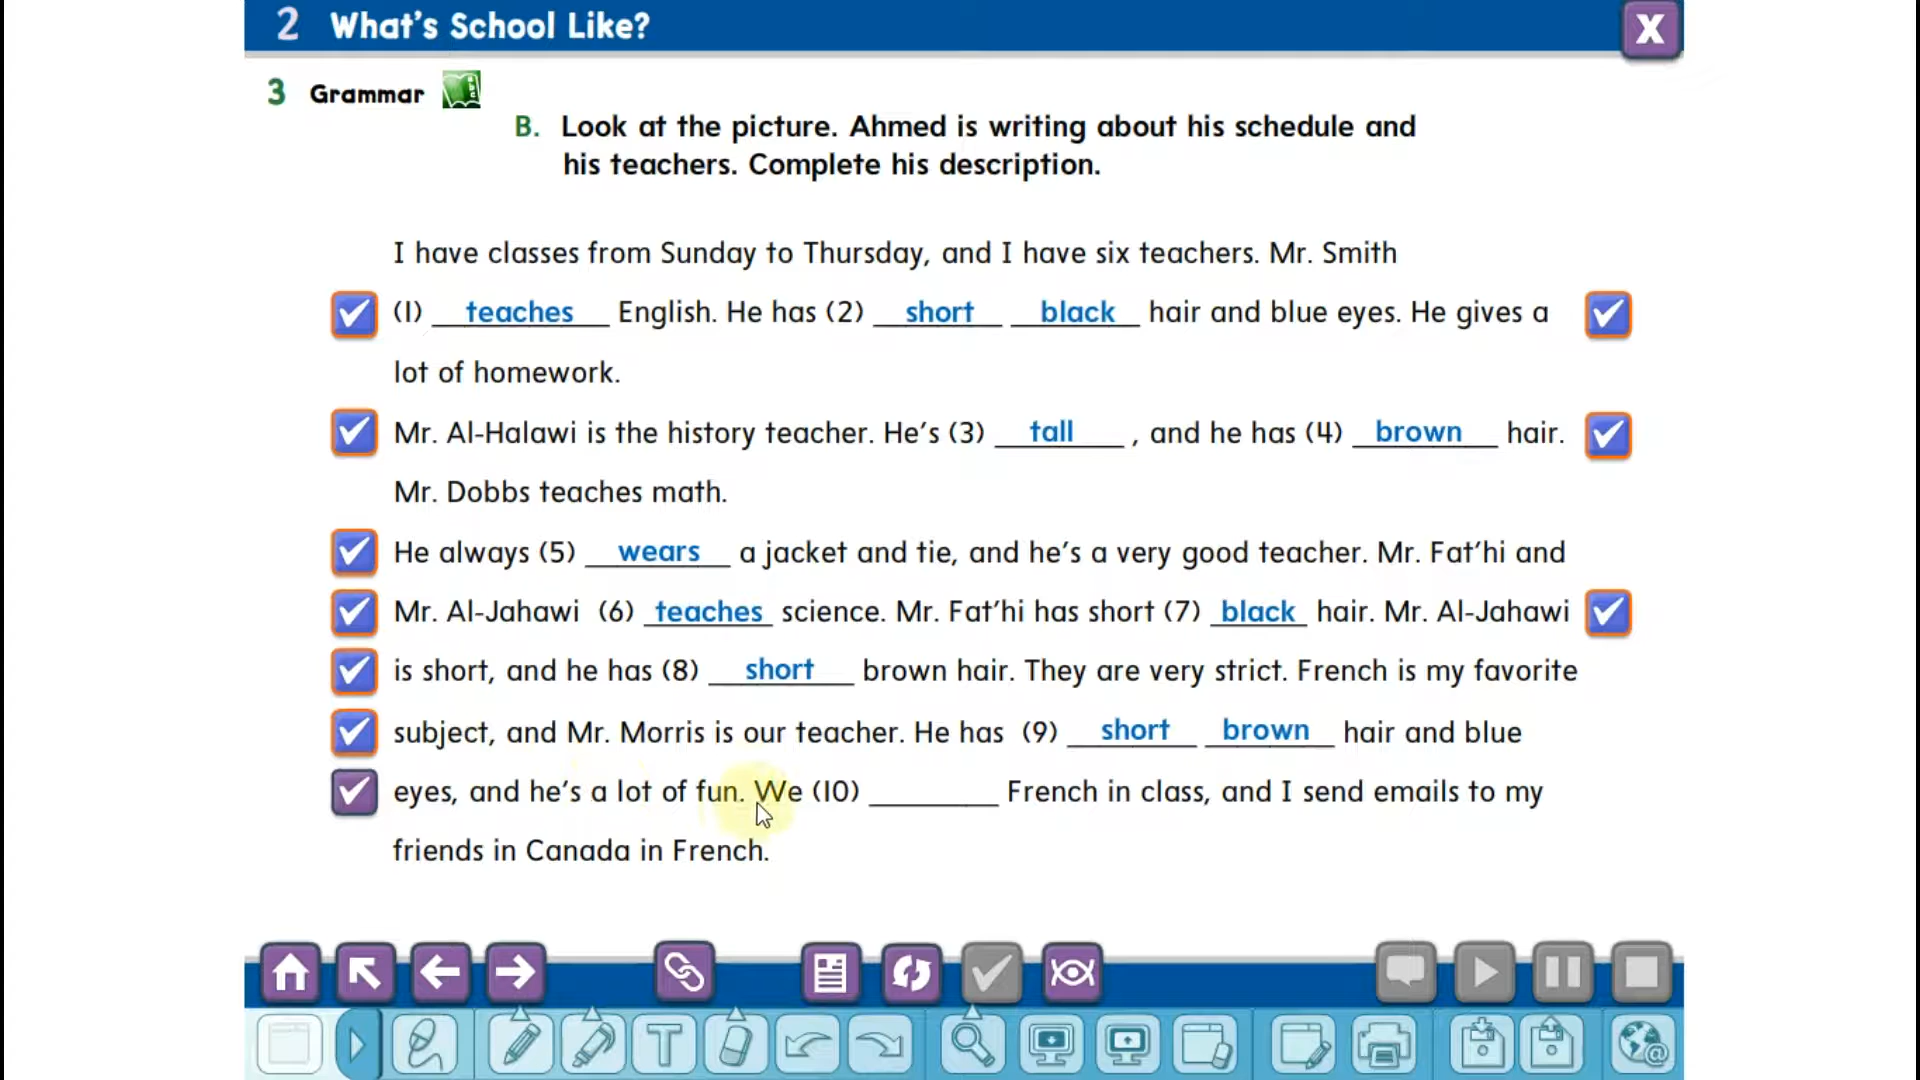 2 What's School Like?
X
3 Grammar
B. Look at the picture. Ahmed is writing about his schedule and
his teachers. Complete his description.
I have classes from Sunday to Thursday, and I have six teachers. Mr. Smith
(1) teaches English. He has (2) short black hair and blue eyes. He gives a
lot of homework.
Mr. Al-Halawi is the history teacher. He's (3) tall , and he has (4) brown hair.
Mr. Dobbs teaches math.
He always (5) wears a jacket and tie, and he's a very good teacher. Mr. Fat'hi and
Mr. Al-Jahawi (6) teaches science. Mr. Fat'hi has short (7) black hair. Mr. Al-Jahawi
is short, and he has (8) short brown hair. They are very strict. French is my favorite
subject, and Mr. Morris is our teacher. He has (9) short brown hair and blue
eyes, and he's a lot of fun. We (10) ________ French in class, and I send emails to my
friends in Canada in French.
T